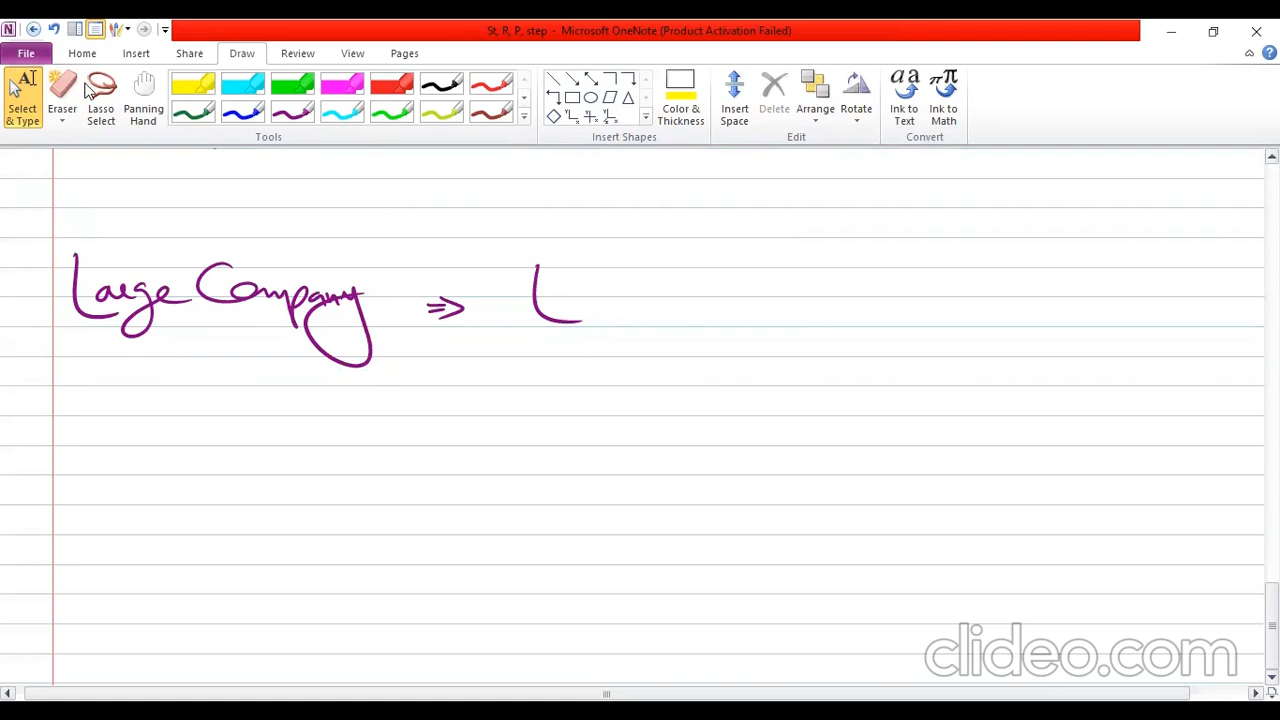 St, R, P, step - Microsoft OneNote (Product Activation Failed)
File Home Insert Share Draw Review View Pages
Select & Type
Eraser
Lasso Select
Panning Hand
Color & Thickness
Insert Space
Delete
Arrange
Rotate
Ink to Text
Ink to Math
Tools
Insert Shapes
Edit
Convert
Large Company ⇒ L
clideo.com